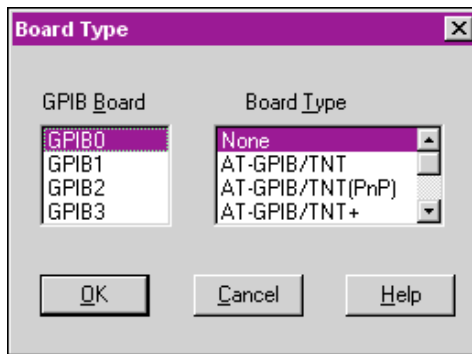 Board Type
GPIB Board
GPIB0
GPIB1
GPIB2
GPIB3
Board Type
None
AT-GPIB/TNT
AT-GPIB/TNT(PnP)
AT-GPIB/TNT+
OK
Cancel
Help